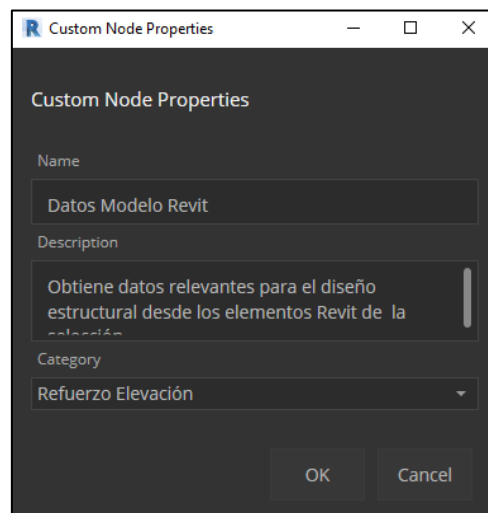 Custom Node Properties
Custom Node Properties
Name
Datos Modelo Revit
Description
Obtiene datos relevantes para el diseño
estructural desde los elementos Revit de  la
selección
Category
Refuerzo Elevación
OK
Cancel